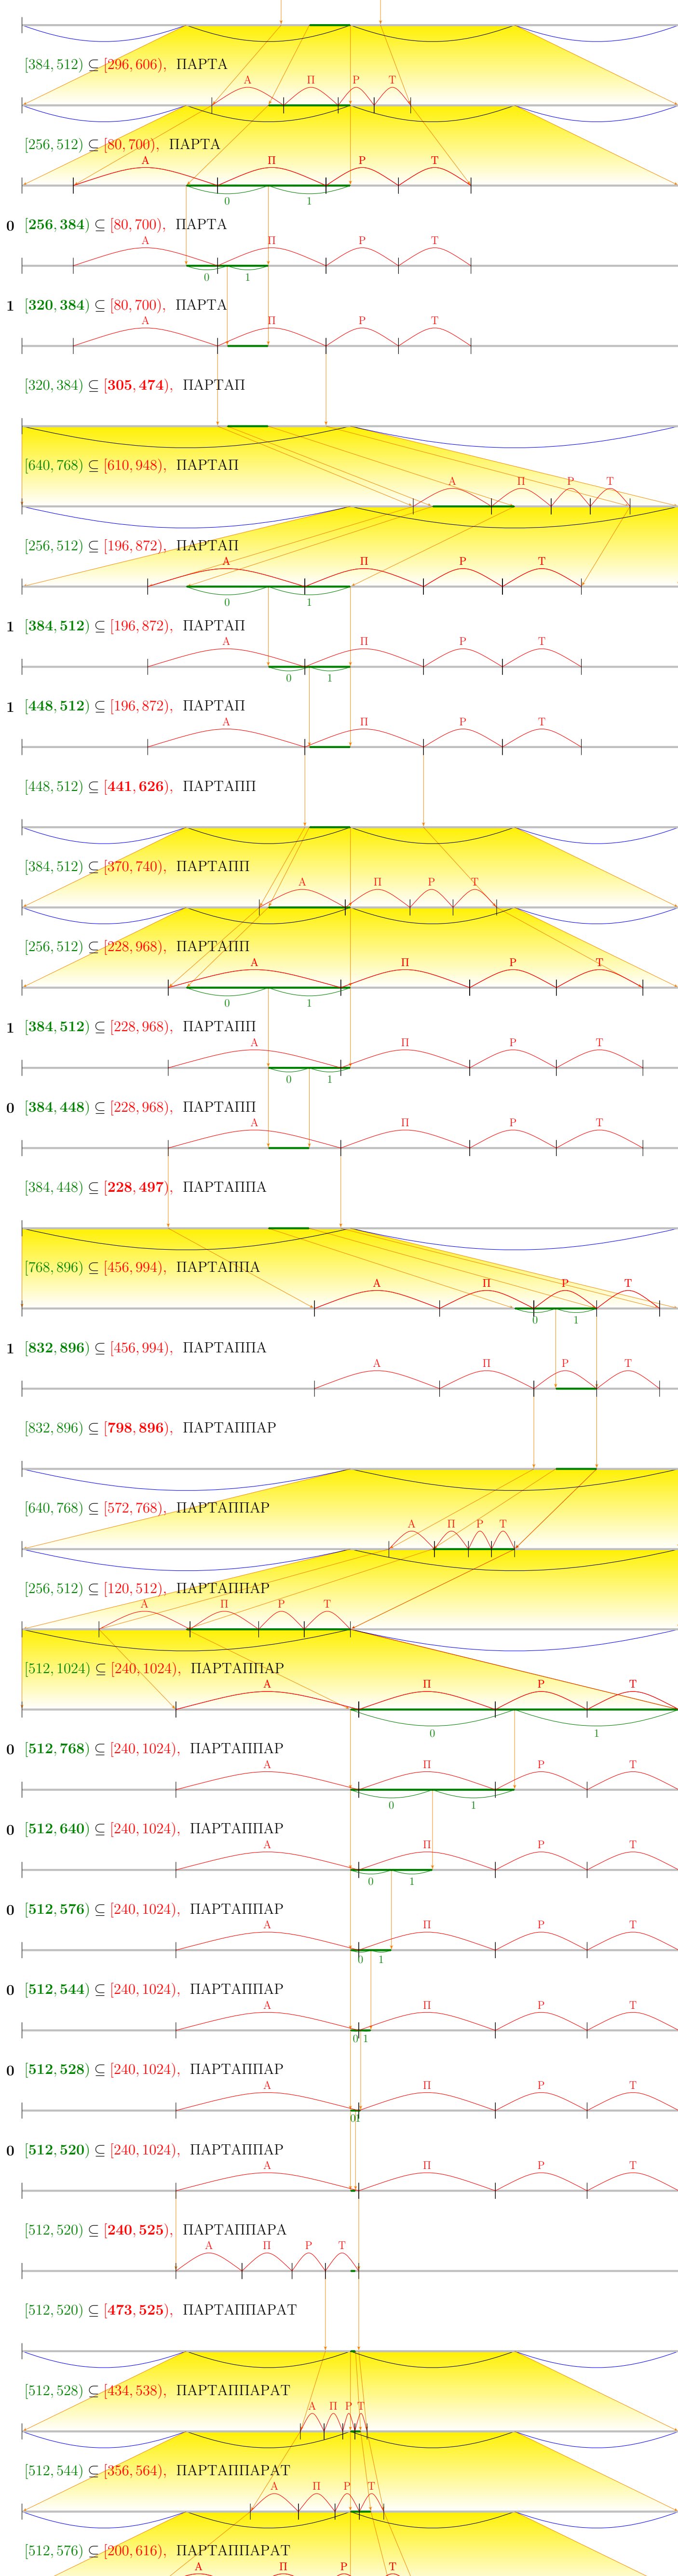 [384, 512) ⊆ [296, 606), ПАРТА
А П Р Т
[256, 512) ⊆ [80, 700), ПАРТА
А П Р Т
0 1
0 [256, 384) ⊆ [80, 700), ПАРТА
А П Р Т
0 1
1 [320, 384) ⊆ [80, 700), ПАРТА
А П Р Т
[320, 384) ⊆ [305, 474), ПАРТАП
[640, 768) ⊆ [610, 948), ПАРТАП
А П Р Т
[256, 512) ⊆ [196, 872), ПАРТАП
А П Р Т
0 1
1 [384, 512) ⊆ [196, 872), ПАРТАП
А П Р Т
0 1
1 [448, 512) ⊆ [196, 872), ПАРТАП
А П Р Т
[448, 512) ⊆ [441, 626), ПАРТАПП
[384, 512) ⊆ [370, 740), ПАРТАПП
А П Р Т
[256, 512) ⊆ [228, 968), ПАРТАПП
А П Р Т
0 1
1 [384, 512) ⊆ [228, 968), ПАРТАПП
А П Р Т
0 1
0 [384, 448) ⊆ [228, 968), ПАРТАПП
А П Р Т
[384, 448) ⊆ [228, 497), ПАРТАППА
[768, 896) ⊆ [456, 994), ПАРТАППА
А П Р Т
0 1
1 [832, 896) ⊆ [456, 994), ПАРТАППА
А П Р Т
[832, 896) ⊆ [798, 896), ПАРТАППАР
[640, 768) ⊆ [572, 768), ПАРТАППАР
А П Р Т
[256, 512) ⊆ [120, 512), ПАРТАППАР
А П Р Т
[512, 1024) ⊆ [240, 1024), ПАРТАППАР
А П Р Т
0 1
0 [512, 768) ⊆ [240, 1024), ПАРТАППАР
А П Р Т
0 1
0 [512, 640) ⊆ [240, 1024), ПАРТАППАР
А П Р Т
0 1
0 [512, 576) ⊆ [240, 1024), ПАРТАППАР
А П Р Т
0 1
0 [512, 544) ⊆ [240, 1024), ПАРТАППАР
А П Р Т
0 1
0 [512, 528) ⊆ [240, 1024), ПАРТАППАР
А П Р Т
0 1
0 [512, 520) ⊆ [240, 1024), ПАРТАППАР
А П Р Т
[512, 520) ⊆ [240, 525), ПАРТАППАРА
А П Р Т
[512, 520) ⊆ [473, 525), ПАРТАППАРАТ
[512, 528) ⊆ [434, 538), ПАРТАППАРАТ
А П Р Т
[512, 544) ⊆ [356, 564), ПАРТАППАРАТ
А П Р Т
[512, 576) ⊆ [200, 616), ПАРТАППАРАТ
А П Р Т